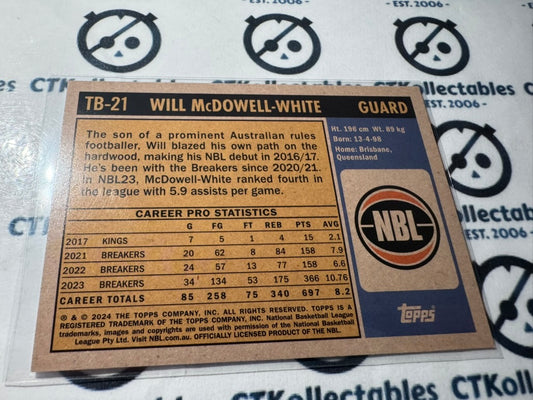 CTKollectables
EST. 2006 -
TB-21 WILL McDOWELL-WHITE GUARD
The son of a prominent Australian rules
footballer, Will blazed his own path on the
hardwood, making his NBL debut in 2016/17.
He's been with the Breakers since 2020/21.
In NBL23, McDowell-White ranked fourth in
the league with 5.9 assists per game.
Ht. 196 cm Wt. 89 kg
Born: 13-4-98
Home: Brisbane,
Queensland
CAREER PRO STATISTICS
G FG FT REB PTS AVG
2017 KINGS 7 5 1 4 15 2.1
2021 BREAKERS 20 62 8 84 158 7.9
2022 BREAKERS 24 57 13 77 158 6.6
2023 BREAKERS 34 134 53 175 366 10.76
CAREER TOTALS 85 258 75 340 697 8.2
NBL
topps
® & © 2024 THE TOPPS COMPANY, INC. ALL RIGHTS RESERVED. TOPPS IS A
REGISTERED TRADEMARK OF THE TOPPS COMPANY, INC. National Basketball League
trademarks, images and copyrights are used with permission of the National Basketball
League Pty Ltd. Visit NBL.com.au. OFFICIALLY LICENSED PRODUCT OF THE NBL.
CTKollectables